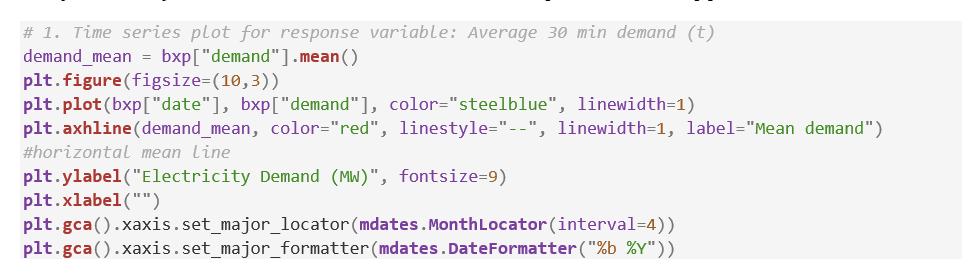 # 1. Time series plot for response variable: Average 30 min demand (t)
demand_mean = bxp["demand"].mean()
plt.figure(figsize=(10,3))
plt.plot(bxp["date"], bxp["demand"], color="steelblue", linewidth=1)
plt.axhline(demand_mean, color="red", linestyle="--", linewidth=1, label="Mean demand")
#horizontal mean line
plt.ylabel("Electricity Demand (MW)", fontsize=9)
plt.xlabel("")
plt.gca().xaxis.set_major_locator(mdates.MonthLocator(interval=4))
plt.gca().xaxis.set_major_formatter(mdates.DateFormatter("%b %Y"))